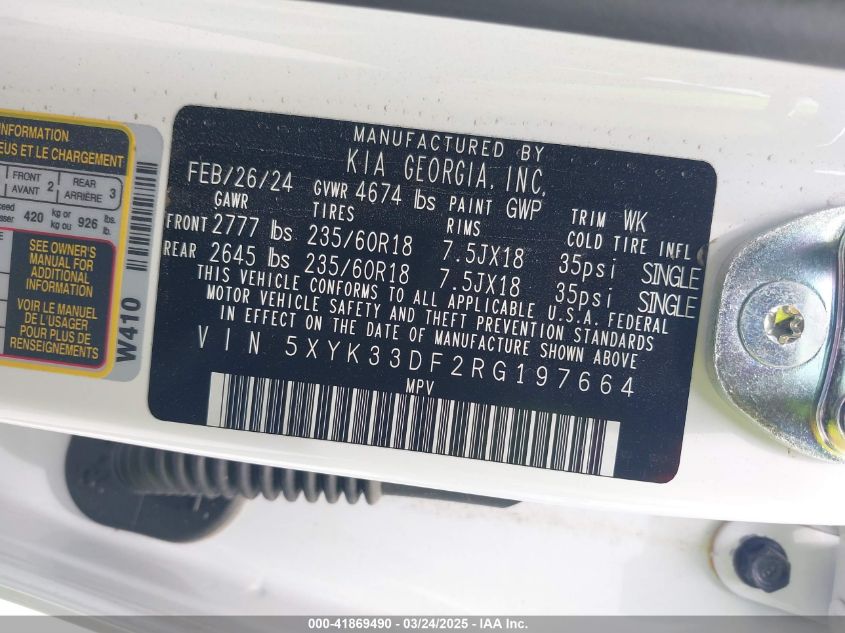 INFORMATION
EUS ET LE CHARGEMENT
FRONT 2 REAR 3
AVANT ARRIÈRE
420 kg or 926 lbs.
kg ou lb.
SEE OWNER'S
MANUAL FOR
ADDITIONAL
INFORMATION
VOIR LE MANUEL
DE L'USAGER
POUR PLUS DE
RENSEIGNEMENTS
W410
MANUFACTURED BY
KIA GEORGIA, INC.
FEB/26/24 GVWR 4674 lbs PAINT GWP TRIM WK
GAWR TIRES RIMS COLD TIRE INFL
FRONT 2777 lbs 235/60R18 7.5JX18 35psi SINGLE
REAR 2645 lbs 235/60R18 7.5JX18 35psi SINGLE
THIS VEHICLE CONFORMS TO ALL APPLICABLE U.S.A. FEDERAL
MOTOR VEHICLE SAFETY AND THEFT PREVENTION STANDARDS
IN EFFECT ON THE DATE OF MANUFACTURE SHOWN ABOVE
VIN 5XYK33DF2RG197664
MPV
000-41869490 - 03/24/2025 - IAA Inc.